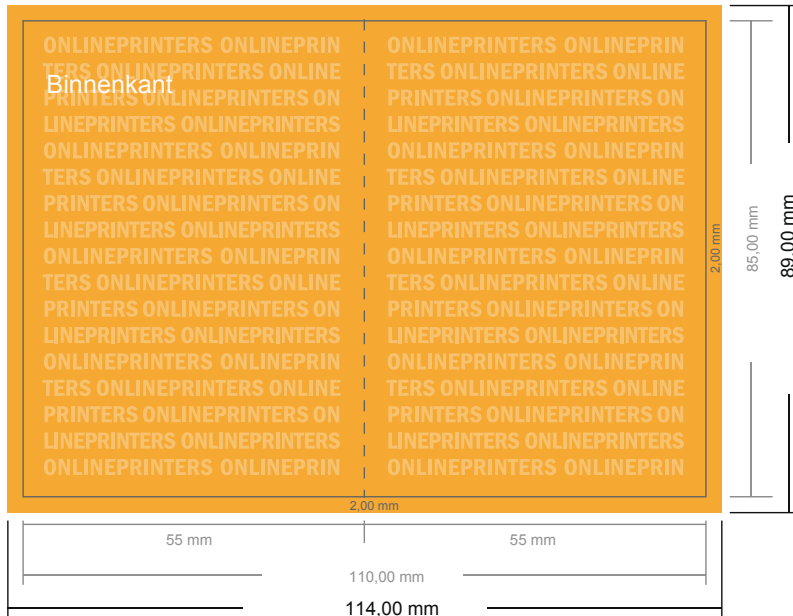 ONLINEPRINTERS ONLINEPRIN
TERS ONLINEPRINTERS ONLINE
Binnenkant
PRINTERS ONLINEPRINTERS ON
LINEPRINTERS ONLINEPRINTERS
ONLINEPRINTERS ONLINEPRIN
TERS ONLINEPRINTERS ONLINE
PRINTERS ONLINEPRINTERS ON
LINEPRINTERS ONLINEPRINTERS
ONLINEPRINTERS ONLINEPRIN
TERS ONLINEPRINTERS ONLINE
PRINTERS ONLINEPRINTERS ON
LINEPRINTERS ONLINEPRINTERS
ONLINEPRINTERS ONLINEPRIN
TERS ONLINEPRINTERS ONLINE
PRINTERS ONLINEPRINTERS ON
LINEPRINTERS ONLINEPRINTERS
ONLINEPRINTERS ONLINEPRIN
ONLINEPRINTERS ONLINEPRIN
TERS ONLINEPRINTERS ONLINE
PRINTERS ONLINEPRINTERS ON
LINEPRINTERS ONLINEPRINTERS
ONLINEPRINTERS ONLINEPRIN
TERS ONLINEPRINTERS ONLINE
PRINTERS ONLINEPRINTERS ON
LINEPRINTERS ONLINEPRINTERS
ONLINEPRINTERS ONLINEPRIN
TERS ONLINEPRINTERS ONLINE
PRINTERS ONLINEPRINTERS ON
LINEPRINTERS ONLINEPRINTERS
ONLINEPRINTERS ONLINEPRIN
TERS ONLINEPRINTERS ONLINE
PRINTERS ONLINEPRINTERS ON
LINEPRINTERS ONLINEPRINTERS
ONLINEPRINTERS ONLINEPRIN
2,00 mm
85,00 mm
89,00 mm
2,00 mm
55 mm
55 mm
110,00 mm
114,00 mm